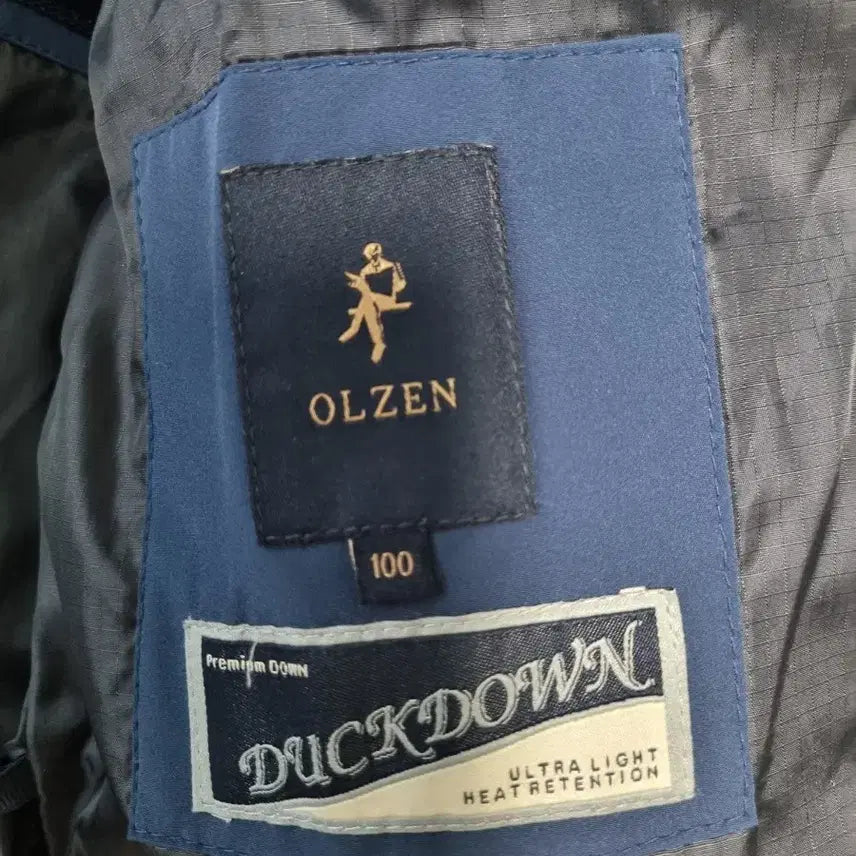 OLZEN
100
Premium DOWN
DUCKDOWN
ULTRA LIGHT
HEAT RETENTION